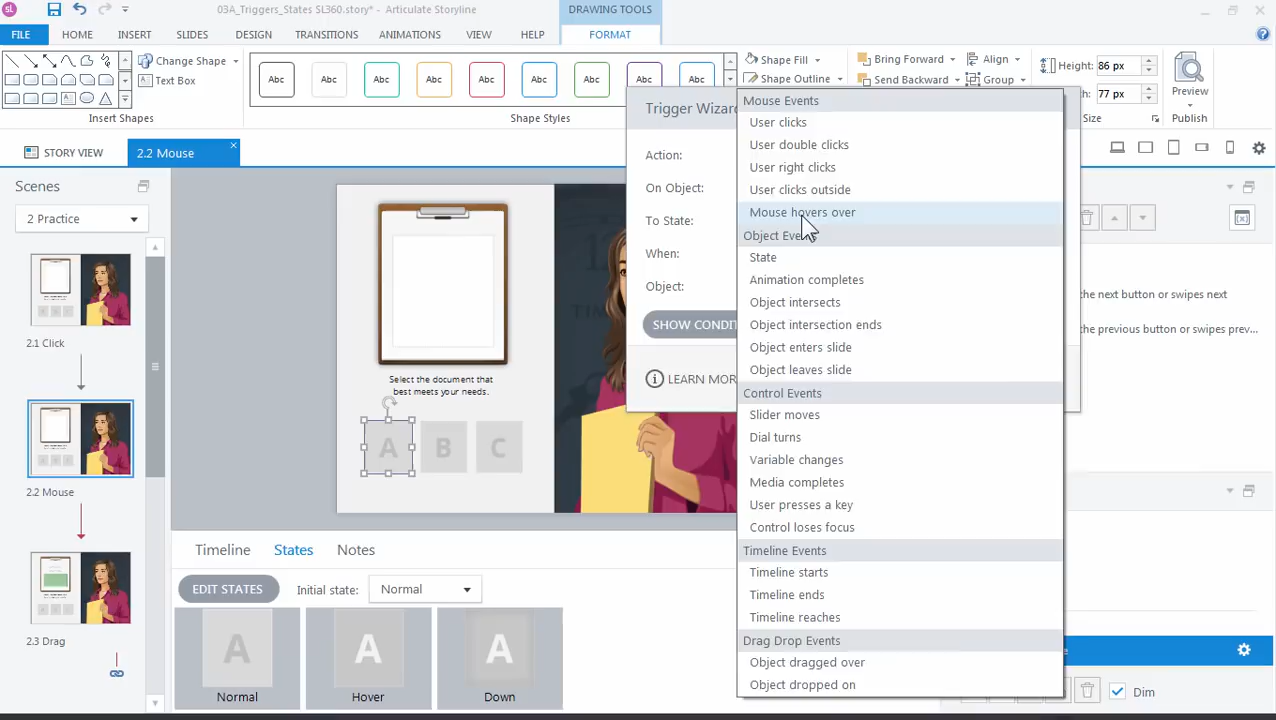 sl
03A_Triggers_States SL360.story* - Articulate Storyline
DRAWING TOOLS
FILE HOME INSERT SLIDES DESIGN TRANSITIONS ANIMATIONS VIEW HELP FORMAT
Change Shape
Text Box
Insert Shapes
Abc Abc Abc Abc Abc Abc Abc Abc Abc
Shape Styles
Shape Fill
Shape Outline
Bring Forward
Send Backward
Align
Group
Height: 86 px
77 px
Size
Preview
Publish
STORY VIEW
2.2 Mouse
Scenes
2 Practice
2.1 Click
2.2 Mouse
2.3 Drag
Select the document that
best meets your needs.
A B C
Trigger Wizard
Action:
On Object:
To State:
When:
Object:
SHOW CONDIT
LEARN MOR
Mouse Events
User clicks
User double clicks
User right clicks
User clicks outside
Mouse hovers over
Object Eve
State
Animation completes
Object intersects
Object intersection ends
Object enters slide
Object leaves slide
Control Events
Slider moves
Dial turns
Variable changes
Media completes
User presses a key
Control loses focus
Timeline Events
Timeline starts
Timeline ends
Timeline reaches
Drag Drop Events
Object dragged over
Object dropped on
the next button or swipes next
the previous button or swipes prev...
Timeline States Notes
EDIT STATES Initial state: Normal
A A A
Normal Hover Down
Dim